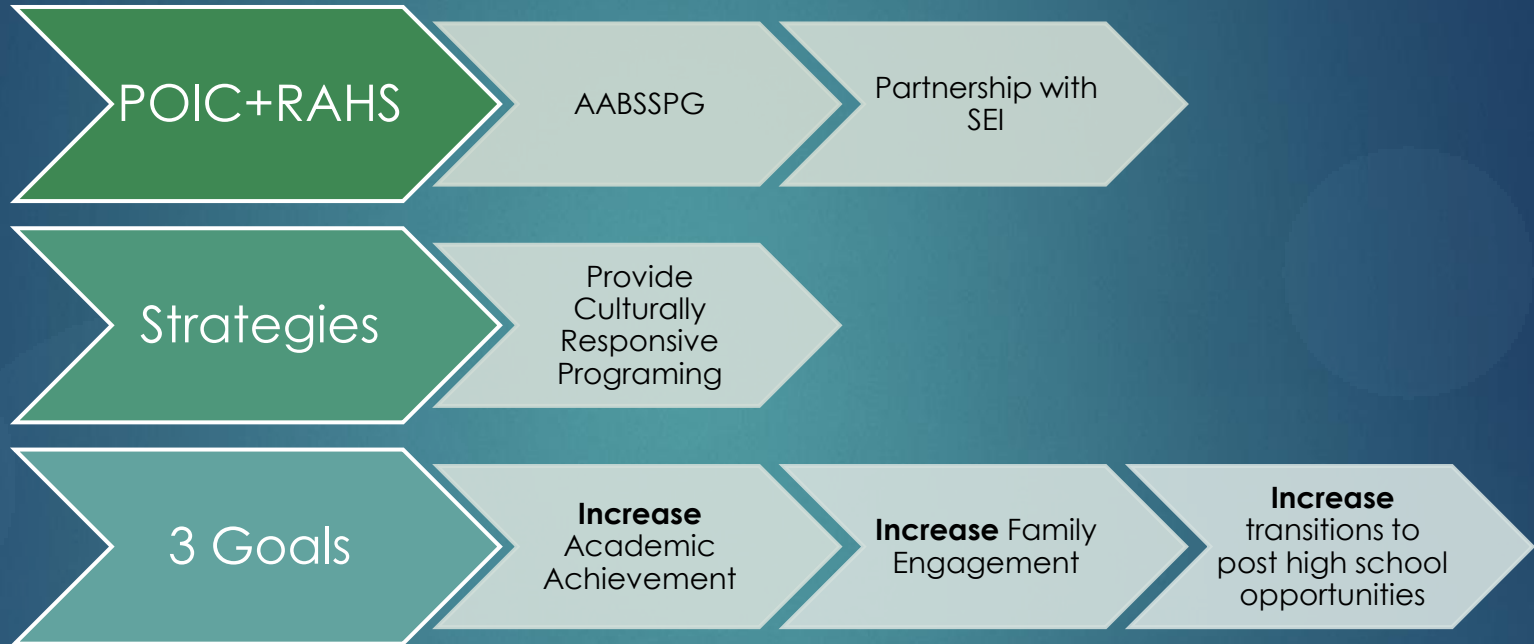 POIC+RAHS
AABSSPG
Partnership with
SEI
Strategies
Provide
Culturally
Responsive
Programing
3 Goals
Increase
Academic
Achievement
Increase Family
Engagement
Increase
transitions to
post high school
opportunities